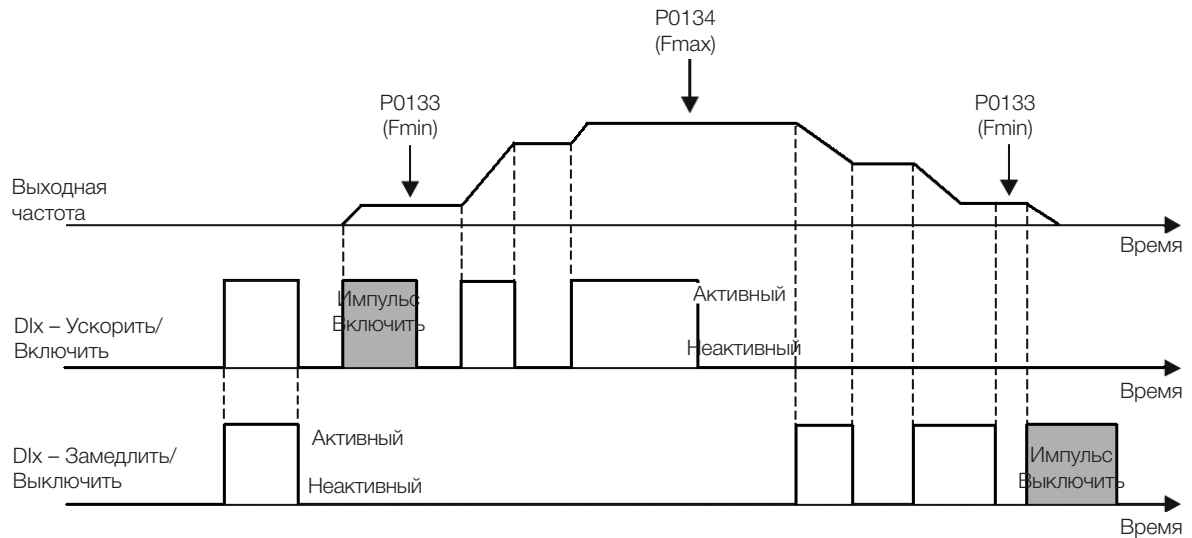 P0134
(Fmax)
P0133
(Fmin)
P0133
(Fmin)
Выходная
частота
Время
Импульс
Включить
Активный
DIx – Ускорить/
Включить
Неактивный
Время
Активный
DIx – Замедлить/
Выключить
Импульс
Выключить
Неактивный
Время